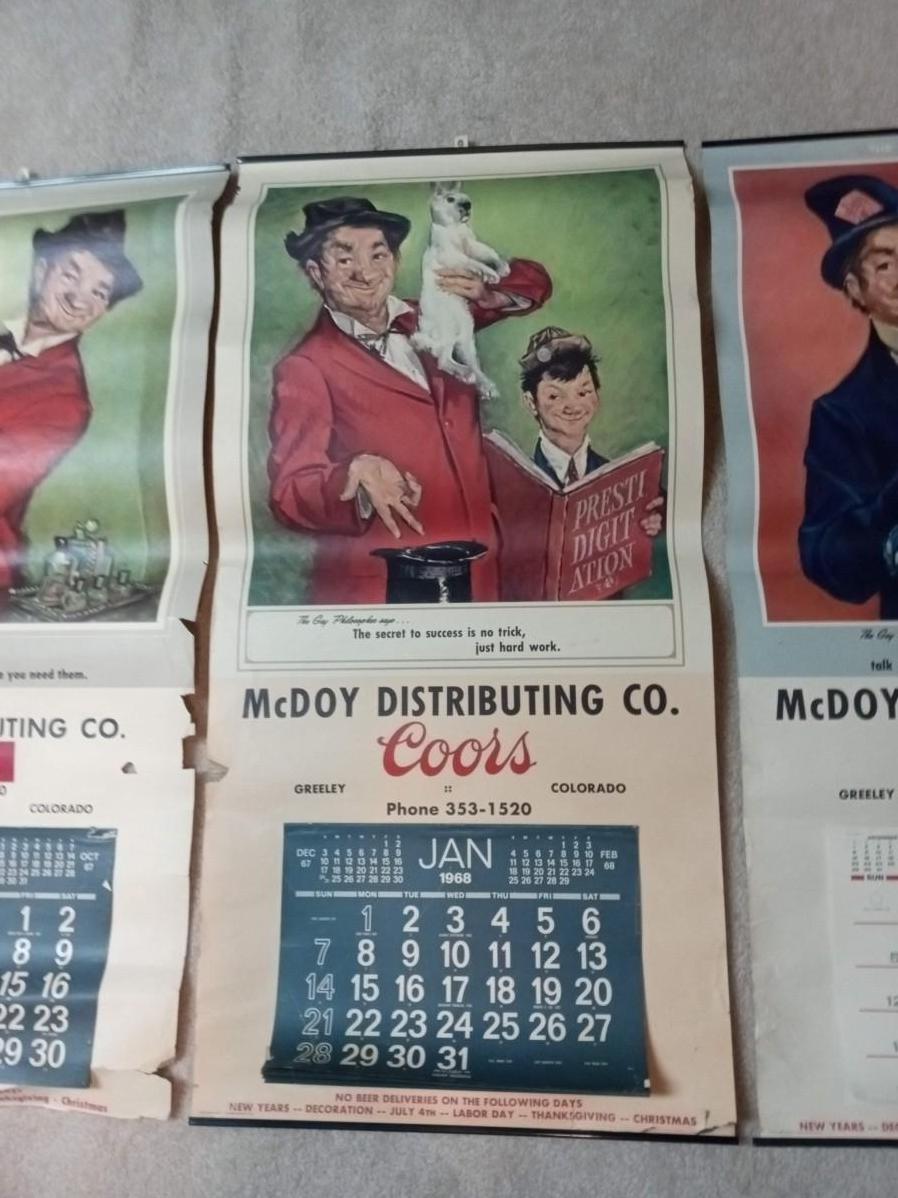 PRESTI
DIGIT
ATION
The Gay Philosopher says...
The secret to success is no trick,
just hard work.
McDOY DISTRIBUTING CO.
Coors
GREELEY :: COLORADO
Phone 353-1520
DEC
67
1 2
3 4 5 6 7 8 9
10 11 12 13 14 15 16
17 18 19 20 21 22 23
25 26 27 28 29 30
JAN
1968
FEB
68
1 2 3
4 5 6 7 8 9 10
11 12 13 14 15 16 17
18 19 20 21 22 23 24
25 26 27 28 29
SUN MON TUE WED THU FRI SAT
1 2 3 4 5 6
7 8 9 10 11 12 13
14 15 16 17 18 19 20
21 22 23 24 25 26 27
28 29 30 31
NO BEER DELIVERIES ON THE FOLLOWING DAYS
NEW YEARS -- DECORATION -- JULY 4TH -- LABOR DAY -- THANKSGIVING -- CHRISTMAS
you need them.
UTING CO.
COLORADO
OCT
67
FRI SAT
1 2
8 9
15 16
22 23
29 30
Christmas
The Gay
talk
McDOY
GREELEY
SUN
NEW YEARS -- DE